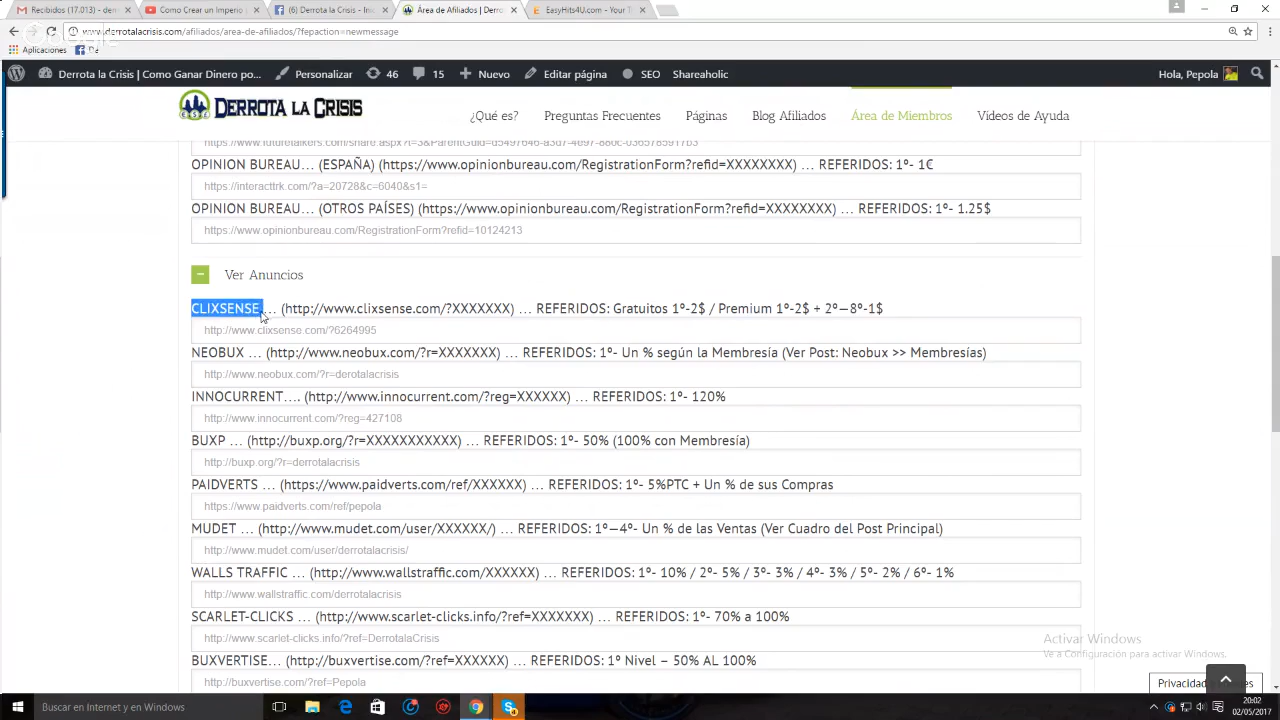 Recibidos (17.013) - der
Como Crear un Imperio
(6) Derrota la Crisis - Inic
Área de Afiliados | Derro
EasyHits4U.com - Your T
www.derrotalacrisis.com/afiliados/area-de-afiliados/?fepaction=newmessage
Aplicaciones
Derrota la Crisis | Como Ganar Dinero po...
Personalizar
46
15
Nuevo
Editar página
SEO
Shareaholic
Hola, Pepola
DERROTA LA CRISIS
¿Qué es?
Preguntas Frecuentes
Páginas
Blog Afiliados
Área de Miembros
Vídeos de Ayuda
OPINION BUREAU… (ESPAÑA) (https://www.opinionbureau.com/RegistrationForm?refid=XXXXXXXX) … REFERIDOS: 1º- 1€
https://interacttrk.com/?a=20728&c=6040&s1=
OPINION BUREAU… (OTROS PAÍSES) (https://www.opinionbureau.com/RegistrationForm?refid=XXXXXXXX) … REFERIDOS: 1º- 1.25$
https://www.opinionbureau.com/RegistrationForm?refid=10124213
Ver Anuncios
CLIXSENSE … (http://www.clixsense.com/?XXXXXXX) … REFERIDOS: Gratuitos 1º-2$ / Premium 1º-2$ + 2º—8º-1$
http://www.clixsense.com/?6264995
NEOBUX … (http://www.neobux.com/?r=XXXXXXX) … REFERIDOS: 1º- Un % según la Membresía (Ver Post: Neobux >> Membresías)
http://www.neobux.com/?r=derotalacrisis
INNOCURRENT…. (http://www.innocurrent.com/?reg=XXXXXX) … REFERIDOS: 1º- 120%
http://www.innocurrent.com/?reg=427108
BUXP … (http://buxp.org/?r=XXXXXXXXXXX) … REFERIDOS: 1º- 50% (100% con Membresía)
http://buxp.org/?r=derrotalacrisis
PAIDVERTS … (https://www.paidverts.com/ref/XXXXXX) … REFERIDOS: 1º- 5%PTC + Un % de sus Compras
https://www.paidverts.com/ref/pepola
MUDET … (http://www.mudet.com/user/XXXXXX/) … REFERIDOS: 1º—4º- Un % de las Ventas (Ver Cuadro del Post Principal)
http://www.mudet.com/user/derrotalacrisis/
WALLS TRAFFIC … (http://www.wallstraffic.com/XXXXXX) … REFERIDOS: 1º- 10% / 2º- 5% / 3º- 3% / 4º- 3% / 5º- 2% / 6º- 1%
http://www.wallstraffic.com/derrotalacrisis
SCARLET-CLICKS … (http://www.scarlet-clicks.info/?ref=XXXXXXX) … REFERIDOS: 1º- 70% a 100%
http://www.scarlet-clicks.info/?ref=DerrotalaCrisis
BUXVERTISE… (http://buxvertise.com/?ref=XXXXXX) … REFERIDOS: 1º Nivel – 50% AL 100%
http://buxvertise.com/?ref=Pepola
Activar Windows
Ve a Configuración para activar Windows.
Buscar en Internet y en Windows
20:02
02/05/2017